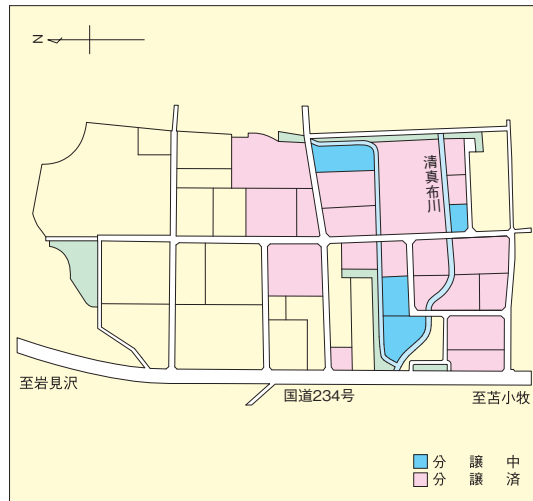 N
清真布川
至岩見沢
国道234号
至苫小牧
分譲中
分譲済